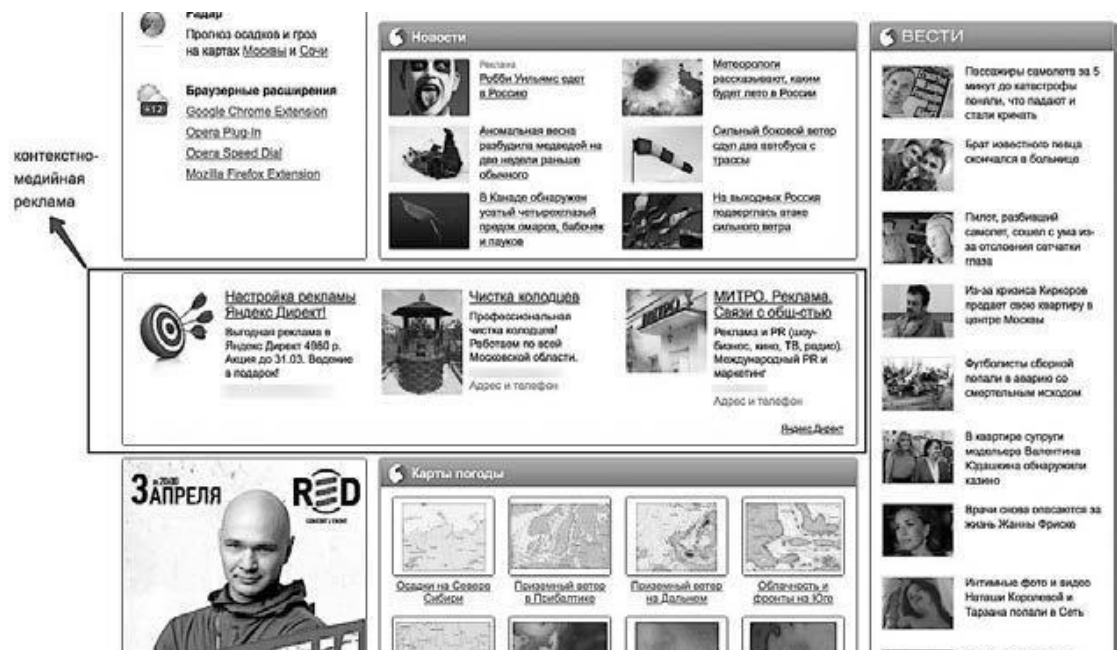 Радар
Прогноз осадков и гроз
на картах Москвы и Сочи
Браузерные расширения
+12
Google Chrome Extension
Opera Plug-In
Opera Speed Dial
Mozilla Firefox Extension
контекстно-
медийная
реклама
Новости
Реклама
Робби Уильямс едет
в Россию
Метеорологи
рассказывают, каким
будет лето в России
Аномальная весна
разбудила медведей на
две недели раньше
обычного
Сильный боковой ветер
сдул два автобуса с
трассы
В Канаде обнаружен
усатый четырехглазый
предок омаров, бабочек
и пауков
На выходных Россия
подверглась атаке
сильного ветра
Настройка рекламы
Яндекс Директ!
Выгодная реклама в
Яндекс Директ 4960 р.
Акция до 31.03. Ведение
в подарок!
Чистка колодцев
Профессиональная
чистка колодцев!
Работаем по всей
Московской области.
Адрес и телефон
МИТРО. Реклама.
Связи с общ-стью
Реклама и PR (шоу-
бизнес, кино, ТВ, радио).
Международный PR и
маркетинг
Адрес и телефон
Яндекс.Директ
3 в 20:00
АПРЕЛЯ
RED
Карты погоды
Осадки на Севере
Сибири
Приземный ветер
в Прибалтике
Приземный ветер
на Дальнем
Облачность и
фронты на Юге
ВЕСТИ
Пассажиры самолета за 5
минут до катастрофы
поняли, что падают и
стали кричать
Брат известного певца
скончался в больнице
Пилот, разбивший
самолет, сошел с ума из-
за отслоения сетчатки
глаза
Из-за кризиса Киркоров
продает свою квартиру в
центре Москвы
Футболисты сборной
попали в аварию со
смертельным исходом
В квартире супруги
модельера Валентина
Юдашкина обнаружили
казино
Врачи снова опасаются за
жизнь Жанны Фриске
Интимные фото и видео
Наташи Королевой и
Тарзана попали в Сеть